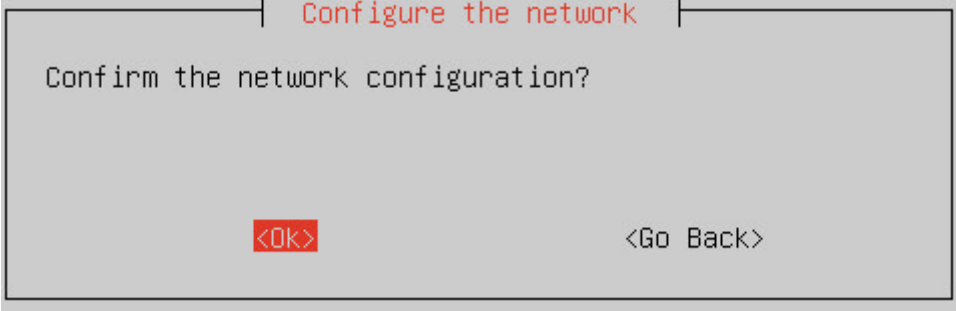 Configure the network
Confirm the network configuration?
<Ok>
<Go Back>